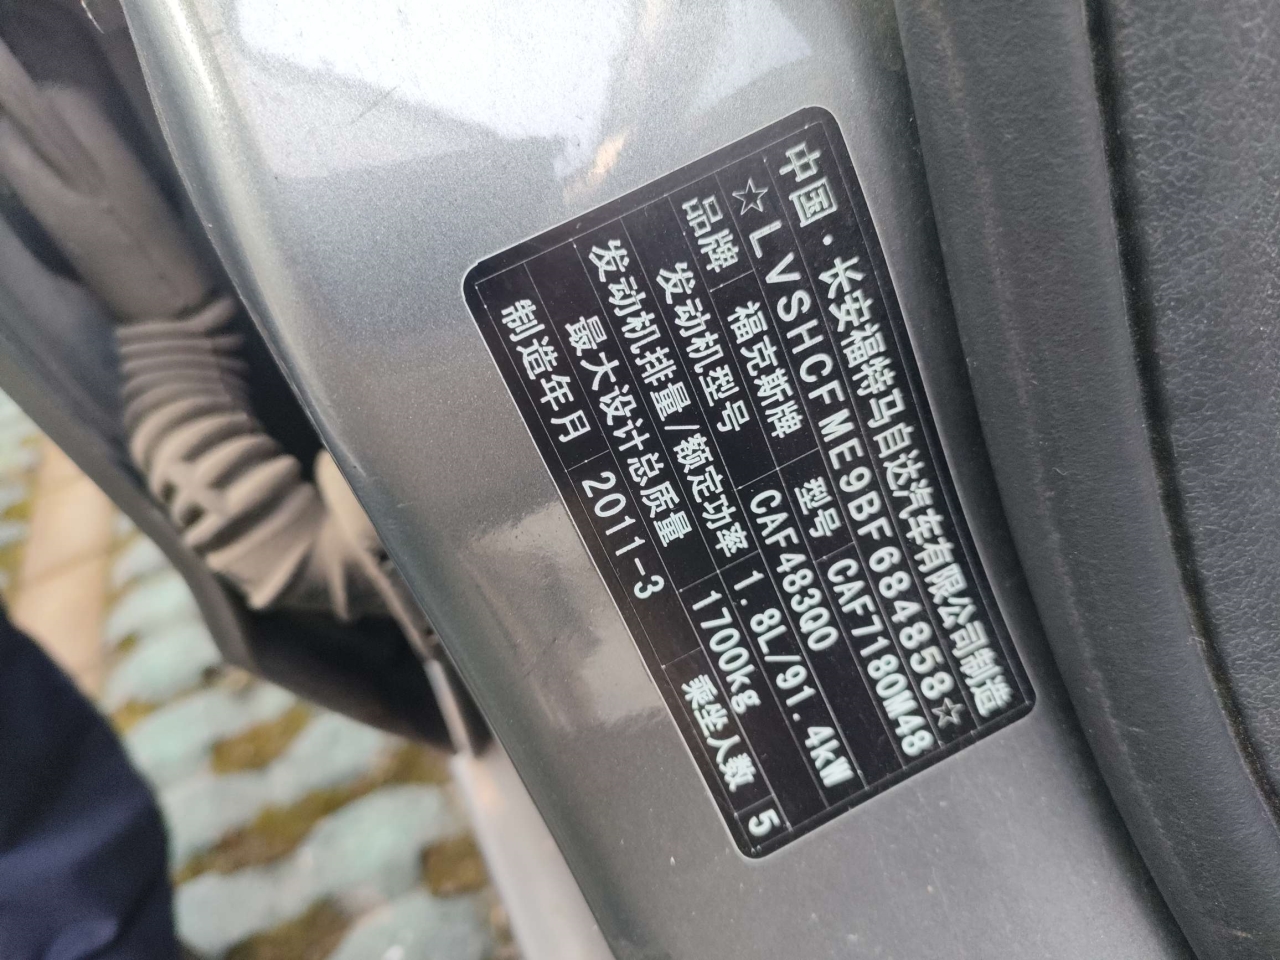 中国·长安福特马自达汽车有限公司制造
☆LVSHCFME9BF684858☆
品牌 福克斯牌 型号 CAF7180M48
发动机型号 CAF483Q0
发动机排量/额定功率 1.8L/91.4kW
最大设计总质量 1700kg 乘坐人数 5
制造年月 2011-3